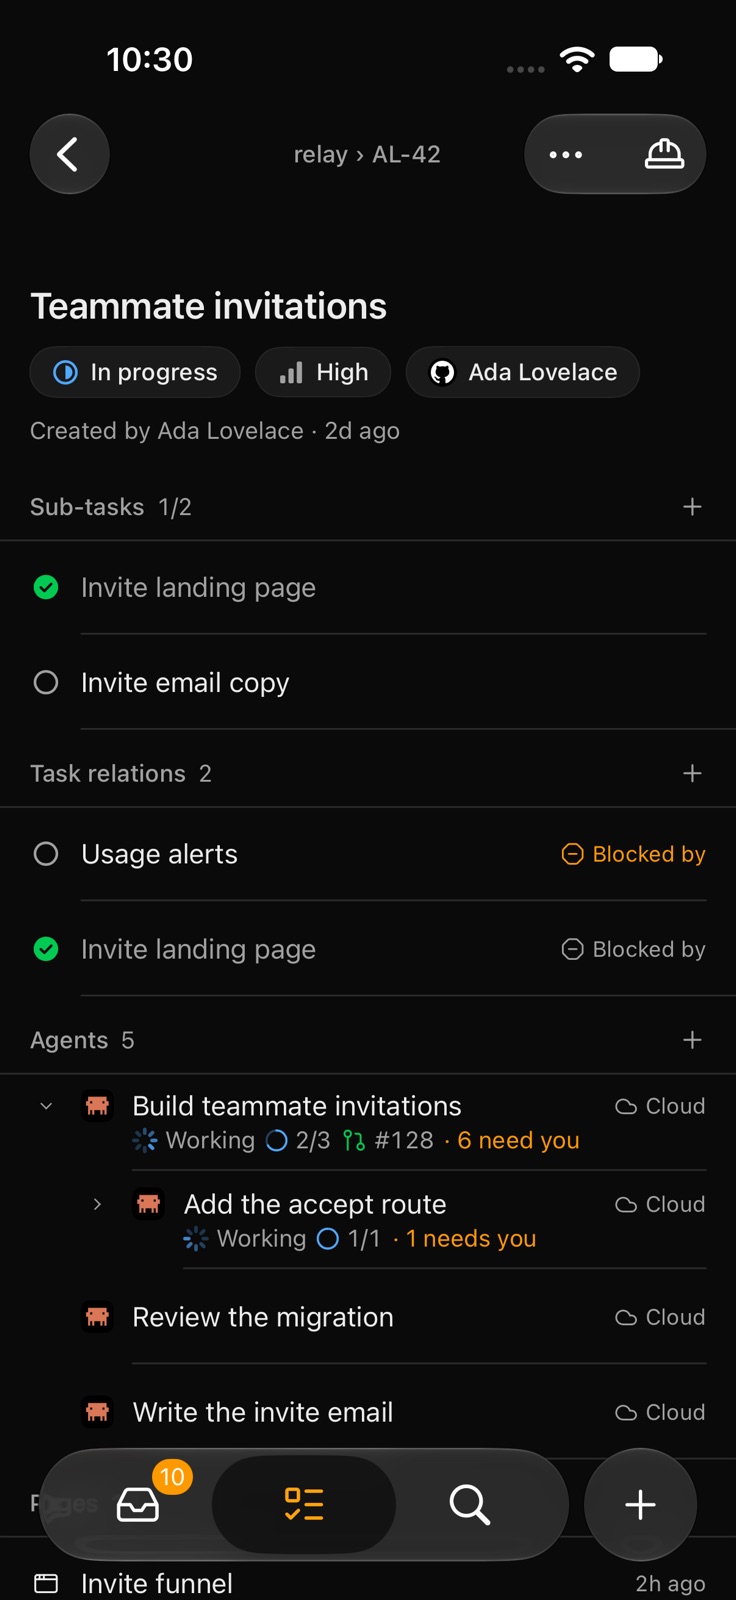 10:30
relay › AL-42
Teammate invitations
In progress High Ada Lovelace
Created by Ada Lovelace · 2d ago
Sub-tasks 1/2
Invite landing page
Invite email copy
Task relations 2
Usage alerts Blocked by
Invite landing page Blocked by
Agents 5
Build teammate invitations Cloud
Working 2/3 #128 · 6 need you
Add the accept route Cloud
Working 1/1 · 1 needs you
Review the migration Cloud
Write the invite email Cloud
10
Pages
Invite funnel 2h ago